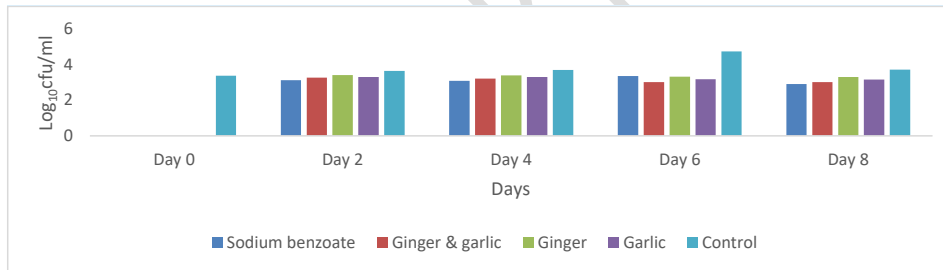 6
4
2
0
Log10cfu/ml
Day 0 Day 2 Day 4 Day 6 Day 8
Days
Sodium benzoate Ginger & garlic Ginger Garlic Control